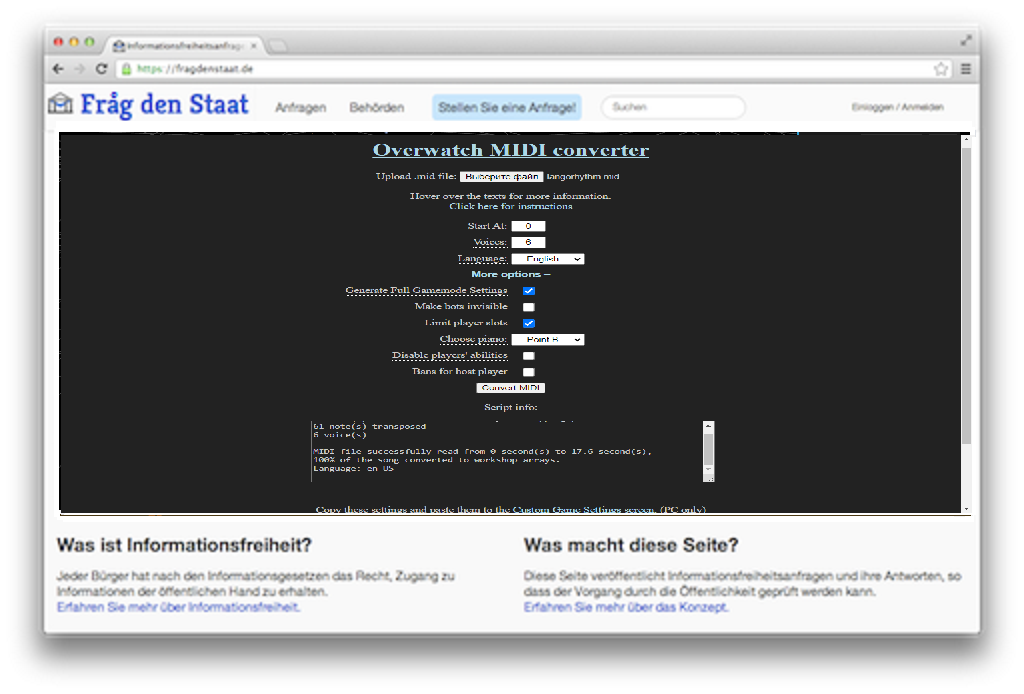 Informationsfreiheitsanfrage
https://fragdenstaat.de
Fråg den Staat
Anfragen
Behörden
Stellen Sie eine Anfrage!
Suchen
Einloggen / Anmelden
Overwatch MIDI converter
Upload .mid file: Выберите файл langorhythm.mid
Hover over the texts for more information.
Click here for instructions
Start At: 0
Voices: 6
Language: English
More options --
Generate Full Gamemode Settings
Make bots invisible
Limit player slots
Choose piano: Point B
Disable players' abilities
Bans for host player
Convert MIDI
Script info:
61 note(s) transposed
6 voice(s)
MIDI file successfully read from 0 second(s) to 17.6 second(s),
100% of the song converted to workshop arrays.
Language: en-US
Copy these settings and paste them to the Custom Game Settings screen. (PC only)
Was ist Informationsfreiheit?
Jeder Bürger hat nach den Informationsgesetzen das Recht, Zugang zu
Informationen der öffentlichen Hand zu erhalten.
Erfahren Sie mehr über Informationsfreiheit.
Was macht diese Seite?
Diese Seite veröffentlicht Informationsfreiheitsanfragen und ihre Antworten, so
dass der Vorgang durch die Öffentlichkeit geprüft werden kann.
Erfahren Sie mehr über das Konzept.